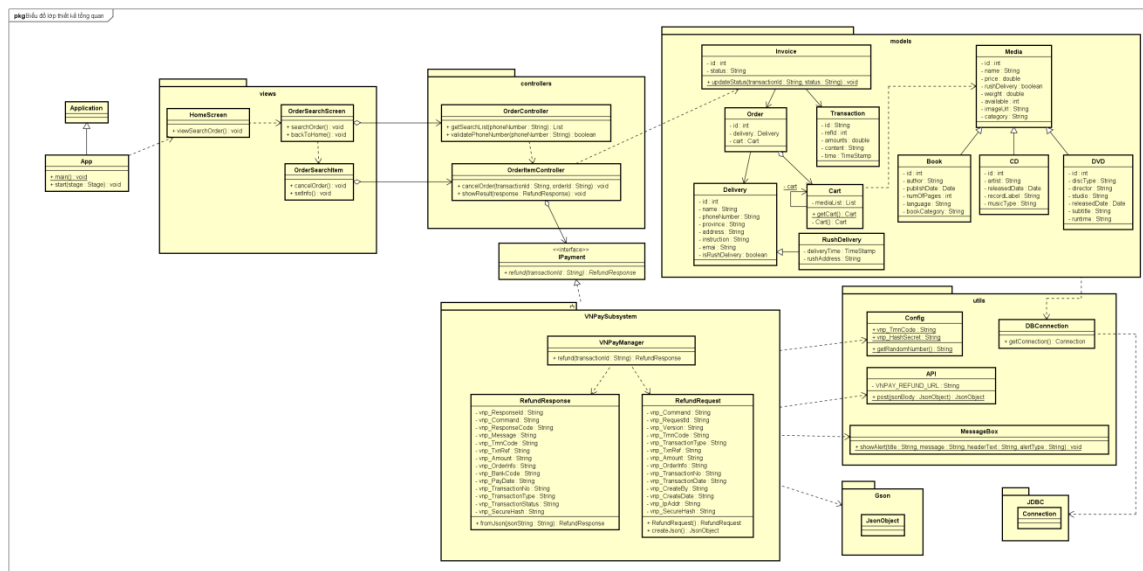 pkg Biểu đồ lớp thiết kế tổng quan
Application
App
+ main() : void
+ start(stage : Stage) : void
views
HomeScreen
+ viewSearchOrder() : void
OrderSearchScreen
+ searchOrder() : void
+ backToHome() : void
OrderSearchItem
+ cancelOrder() : void
+ setInfo() : void
controllers
OrderController
+ getSearchList(phoneNumber : String) : List
+ validatePhoneNumber(phoneNumber : String) : boolean
OrderItemController
+ cancelOrder(transactionId : String, orderId : String) : void
+ showResult(response : RefundResponse) : void
<<interface>>
IPayment
+ refund(transactionId : String) : RefundResponse
models
Invoice
- id : int
- status : String
+ updateStatus(transactionId : String, status : String) : void
Order
- id : int
- delivery : Delivery
- cart : Cart
Transaction
- id : String
- refId : int
- amounts : double
- content : String
- time : TimeStamp
Media
- id : int
- name : String
- price : double
- rushDelivery : boolean
- weight : double
- available : int
- imageUrl : String
- category : String
Book
- id : int
- author : String
- publishDate : Date
- numOfPages : int
- language : String
- bookCategory : String
CD
- id : int
- artist : String
- releasedDate : Date
- recordLabel : String
- musicType : String
DVD
- id : int
- discType : String
- director : String
- studio : String
- releasedDate : Date
- subtitle : String
- runtime : String
Delivery
- id : int
- name : String
- phoneNumber : String
- province : String
- address : String
- instruction : String
- emai : String
- isRushDelivery : boolean
- cart
Cart
- mediaList : List
+ getCart() : Cart
- Cart() : Cart
RushDelivery
- deliveryTime : TimeStamp
- rushAddress : String
VNPaySubsystem
VNPayManager
+ refund(transactionId : String) : RefundResponse
RefundResponse
- vnp_ResponseId : String
- vnp_Command : String
- vnp_ResponseCode : String
- vnp_Message : String
- vnp_TmnCode : String
- vnp_TxnRef : String
- vnp_Amount : String
- vnp_OrderInfo : String
- vnp_BankCode : String
- vnp_PayDate : String
- vnp_TransactionNo : String
- vnp_TransactionType : String
- vnp_TransactionStatus : String
- vnp_SecureHash : String
+ fromJson(jsonString : String) : RefundResponse
RefundRequest
- vnp_Command : String
- vnp_RequestId : String
- vnp_Version : String
- vnp_TmnCode : String
- vnp_TransactionType : String
- vnp_TxnRef : String
- vnp_Amount : String
- vnp_OrderInfo : String
- vnp_TransactionNo : String
- vnp_TransactionDate : String
- vnp_CreateBy : String
- vnp_CreateDate : String
- vnp_IpAddr : String
- vnp_SecureHash : String
+ RefundRequest() : RefundRequest
+ createJson() : JsonObject
utils
Config
+ vnp_TmnCode : String
+ vnp_HashSecret : String
+ getRandomNumber() : String
DBConnection
+ getConnection() : Connection
API
- VNPAY_REFUND_URL : String
+ post(jsonBody : JsonObject) : JsonObject
MessageBox
+ showAlert(title : String, message : String, headerText : String, alertType : String) : void
Gson
JsonObject
JDBC
Connection